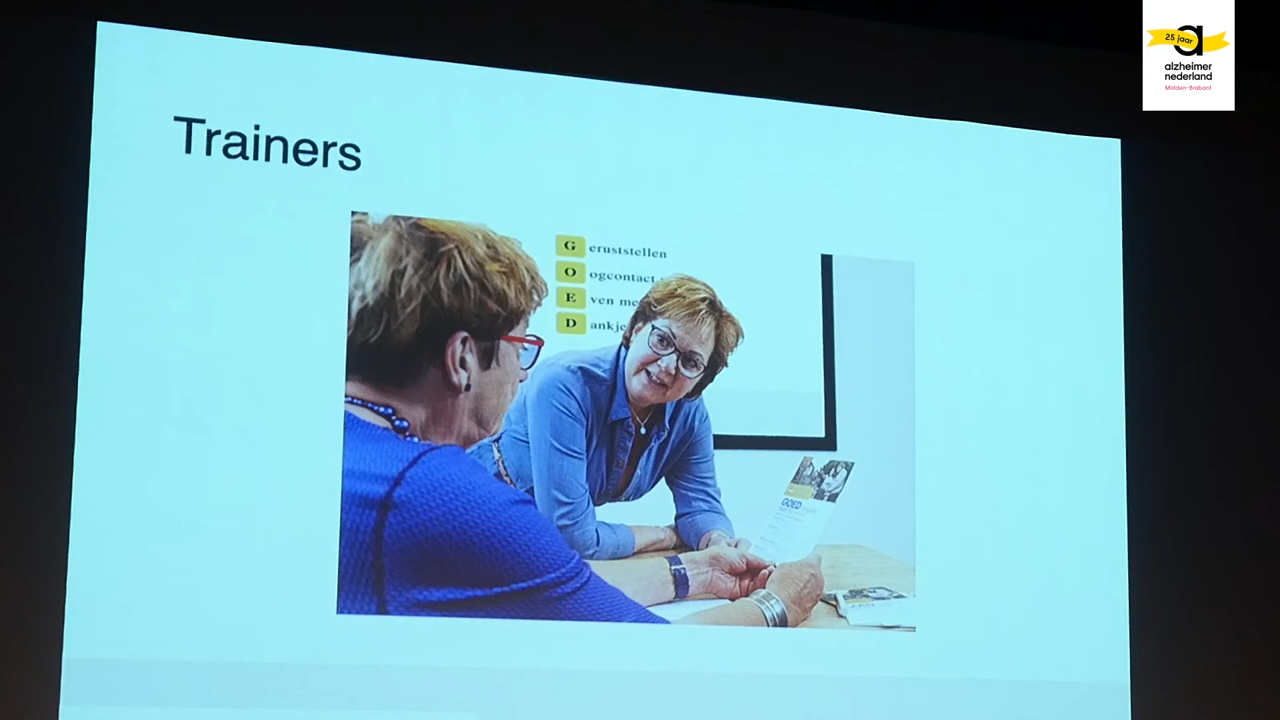 25 jaar
alzheimer
nederland
Midden-Brabant
Trainers
G eruststellen
O ogcontact
E ven me
D ankje
GOED